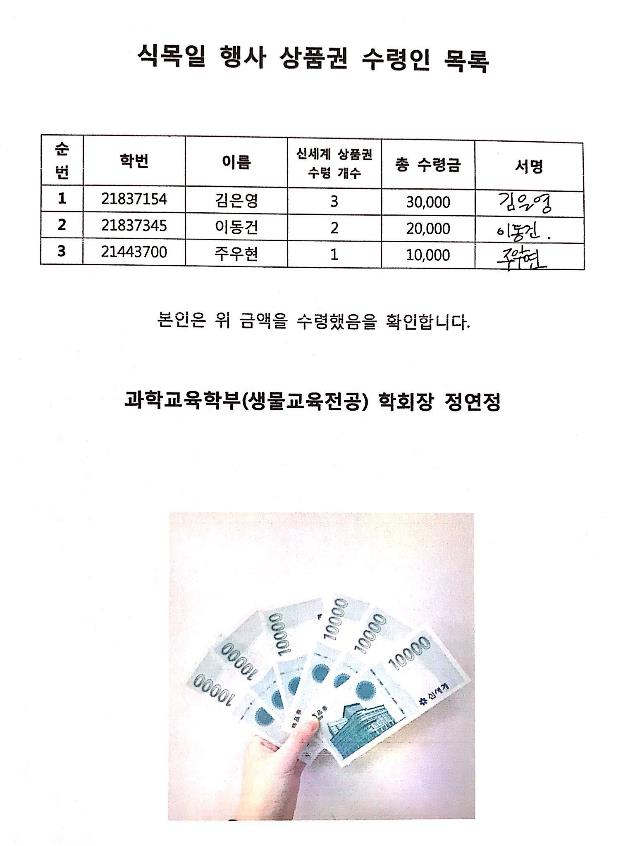 식목일 행사 상품권 수령인 목록
순번 학번 이름 신세계 상품권 수령 개수 총 수령금 서명
1 21837154 김은영 3 30,000 김은영
2 21837345 이동건 2 20,000 이동건.
3 21443700 주우현 1 10,000 주우현
본인은 위 금액을 수령했음을 확인합니다.
과학교육학부(생물교육전공) 학회장 정연정
10000
10000
10000
10000
10000
10000
신세계
상품권